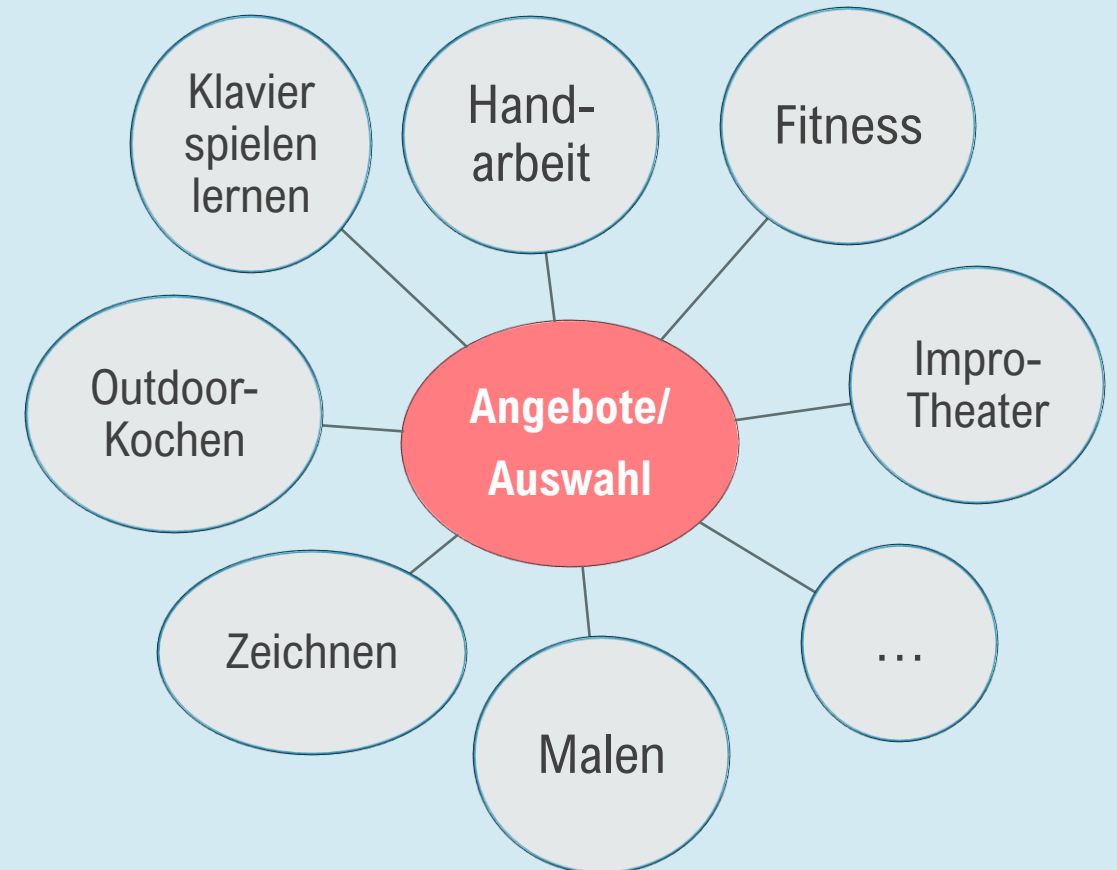 Klavier
spielen
lernen
Hand-
arbeit
Fitness
Outdoor-
Kochen
Angebote/
Auswahl
Impro-
Theater
Zeichnen
Malen
…